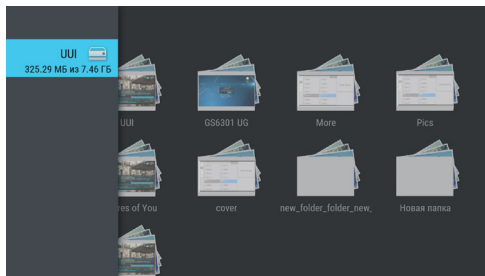 UUI
325.29 МБ из 7.46 ГБ
UUI
GS6301 UG
More
Pics
res of You
cover
new_folder_folder_new_
Новая папка